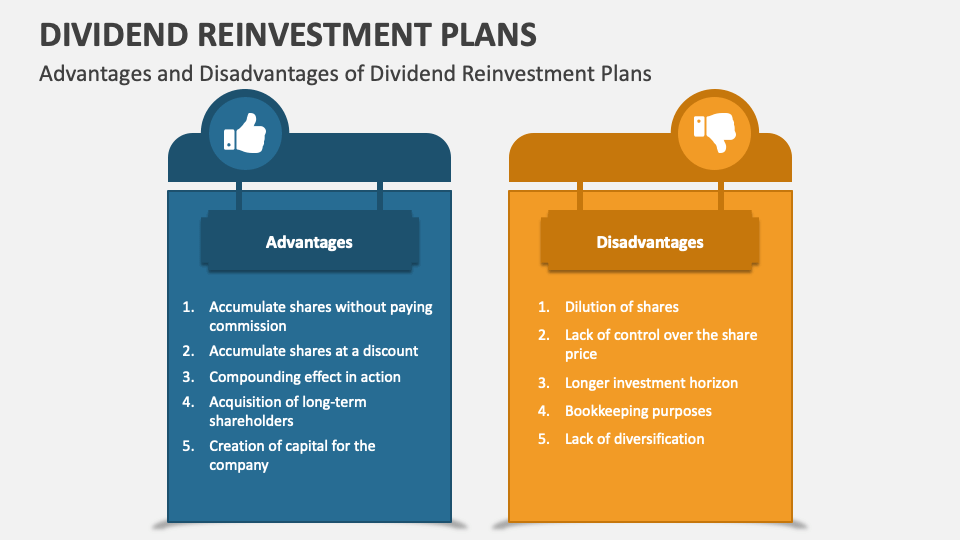 DIVIDEND REINVESTMENT PLANS
Advantages and Disadvantages of Dividend Reinvestment Plans
Advantages
1. Accumulate shares without paying
commission
2. Accumulate shares at a discount
3. Compounding effect in action
4. Acquisition of long-term
shareholders
5. Creation of capital for the
company
Disadvantages
1. Dilution of shares
2. Lack of control over the share
price
3. Longer investment horizon
4. Bookkeeping purposes
5. Lack of diversification